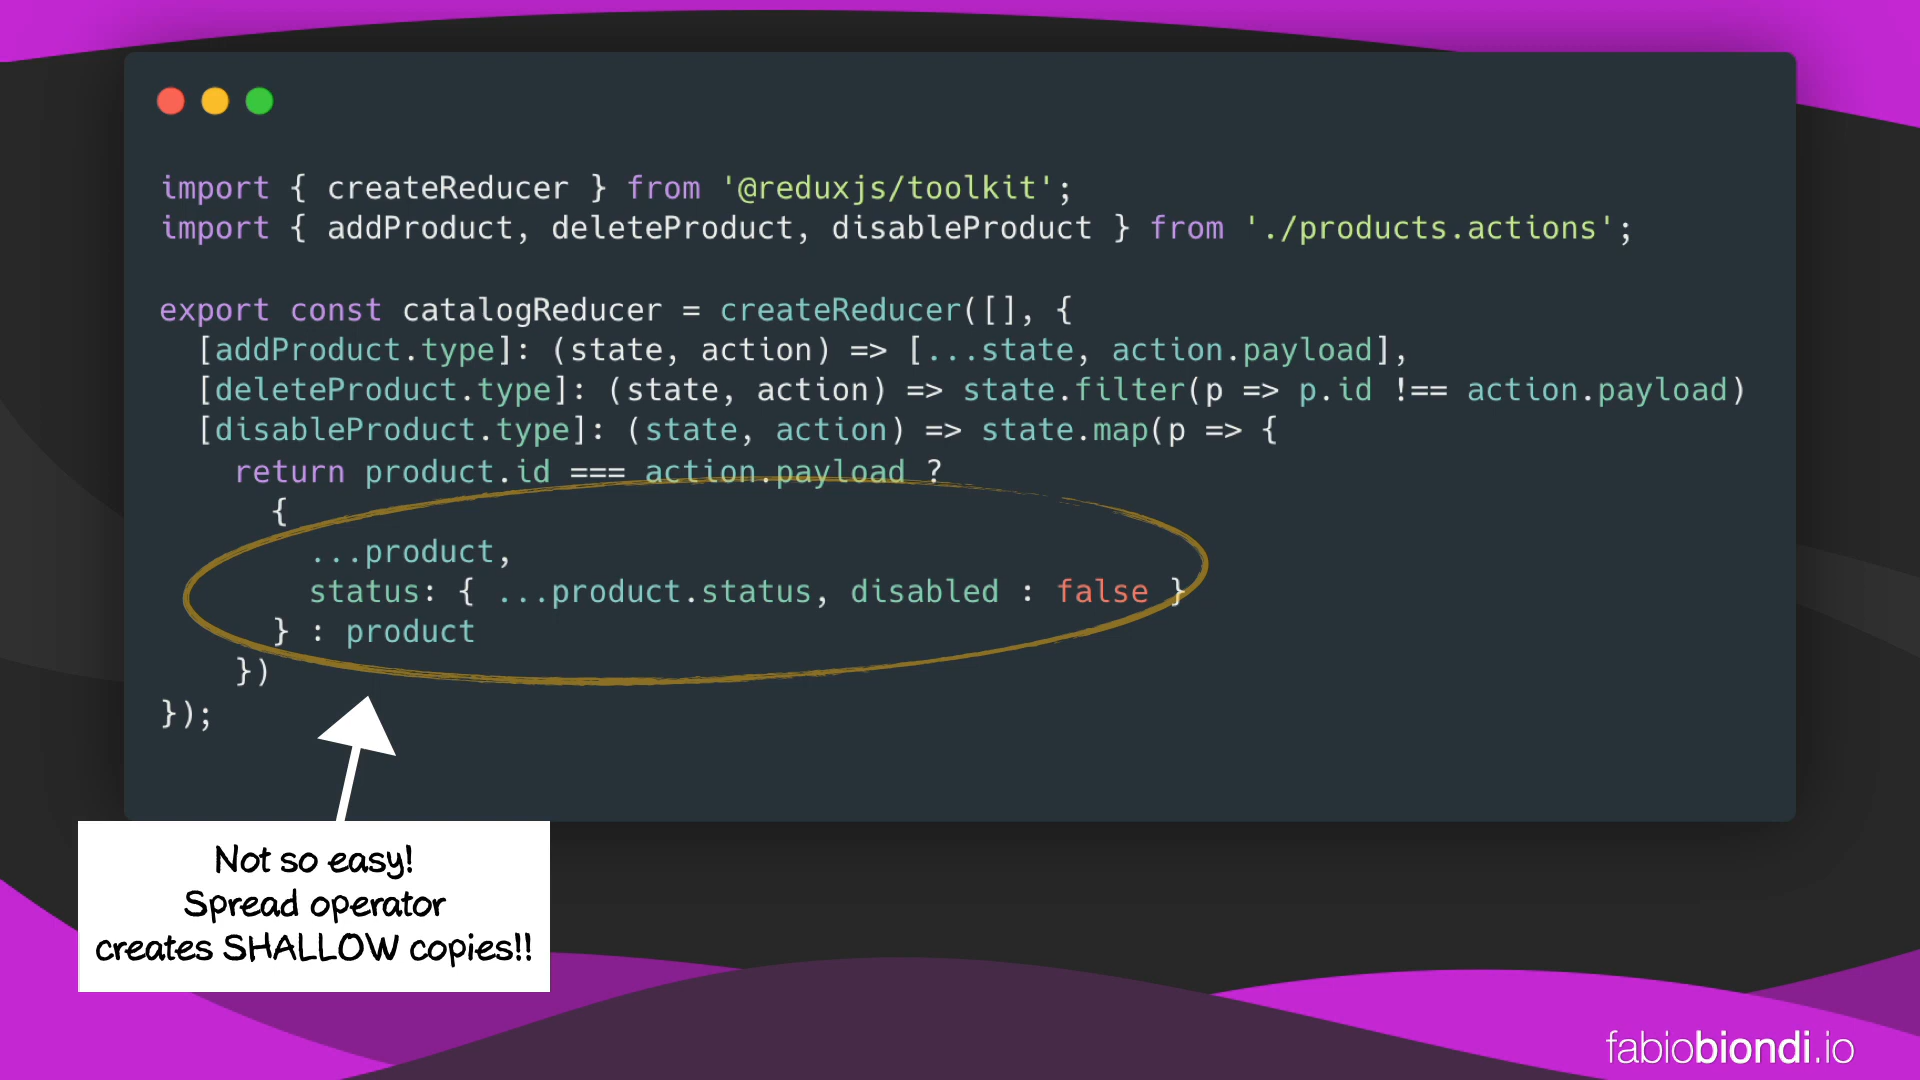 import { createReducer } from '@reduxjs/toolkit';
import { addProduct, deleteProduct, disableProduct } from './products.actions';
export const catalogReducer = createReducer([], {
[addProduct.type]: (state, action) => [...state, action.payload],
[deleteProduct.type]: (state, action) => state.filter(p => p.id !== action.payload)
[disableProduct.type]: (state, action) => state.map(p => {
return product.id === action.payload ?
{
...product,
status: { ...product.status, disabled : false }
} : product
})
});
Not so easy!
Spread operator
creates SHALLOW copies!!
fabiobiondi.io